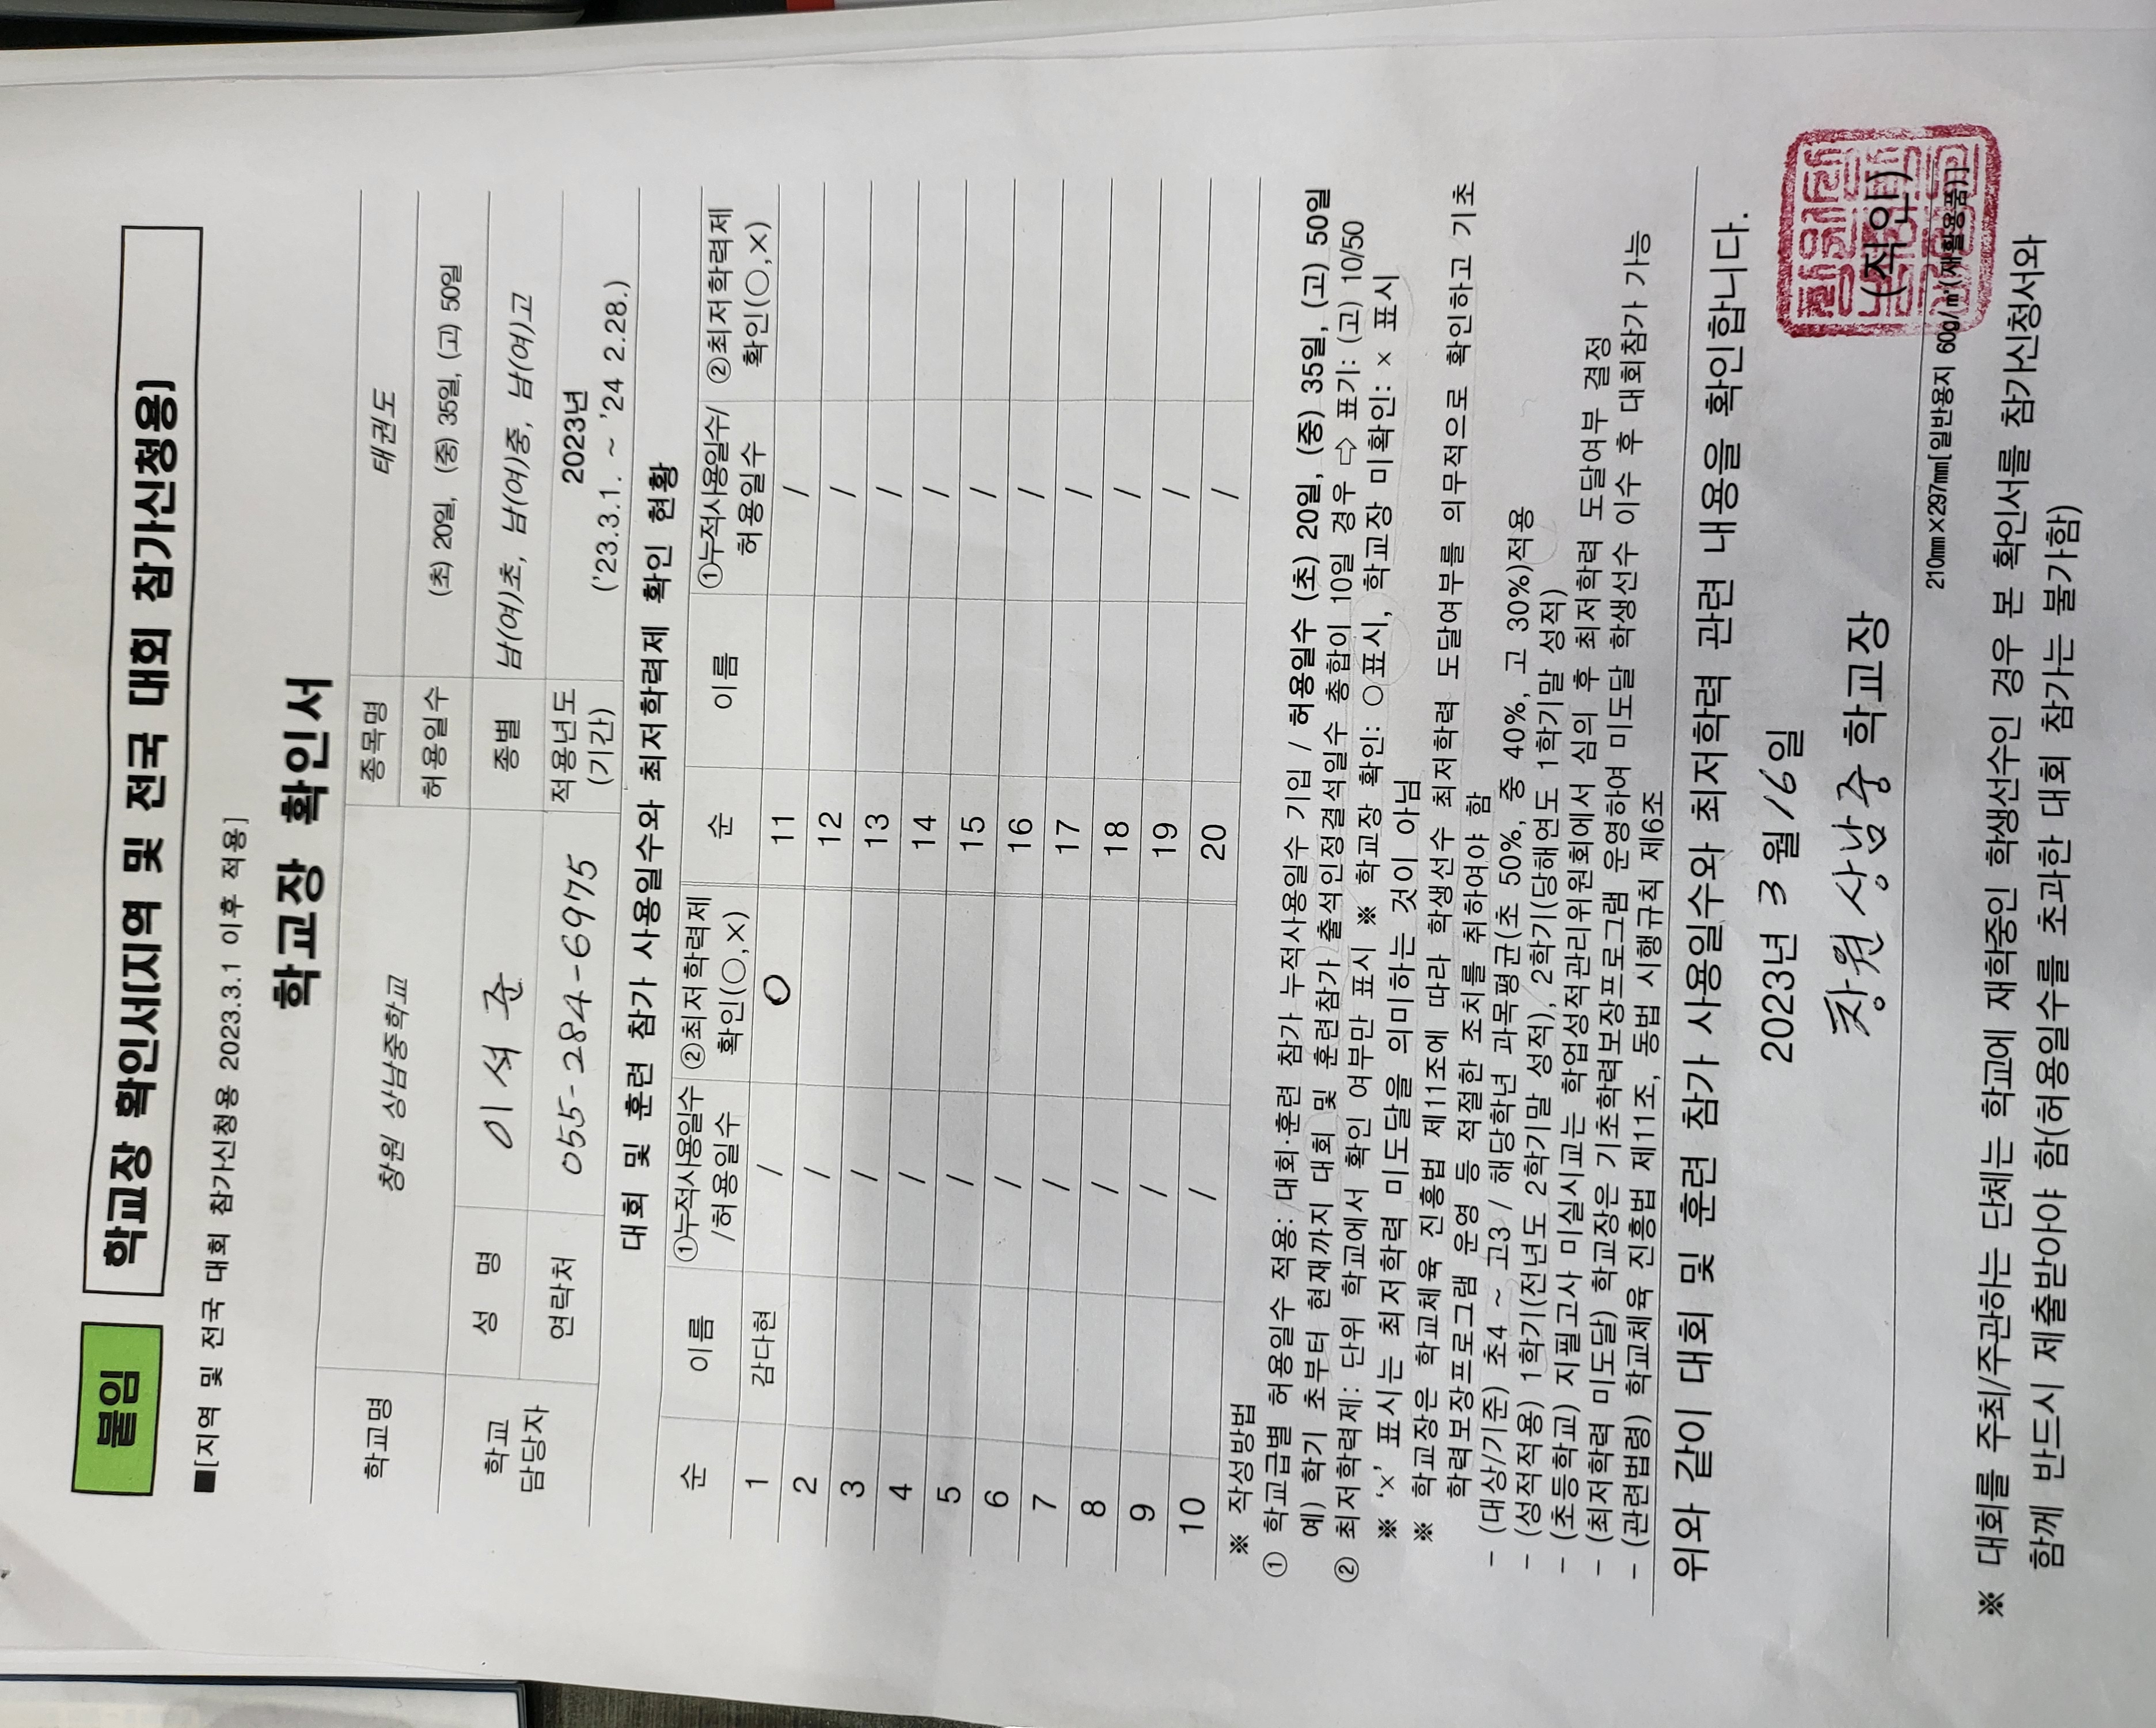 붙임
학교장 확인서[지역 및 전국 대회 참가신청용]
■[지역 및 전국 대회 참가신청용 2023.3.1 이후 적용]
학교장 확인서
학교명 창원 상남중학교 종목명 태권도
허용일수 (초) 20일, (중) 35일, (고) 50일
학교 담당자 성 명 이석준 종별 남(여)초, 남(여)중, 남(여)고
연락처 055-284-6975 적용년도 (기간) 2023년
('23.3.1. ~ '24 2.28.)
대회 및 훈련 참가 사용일수와 최저학력제 확인 현황
순 이름 ①누적사용일수 /허용일수 ②최저학력제 확인(○,×) 순 이름 ①누적사용일수/ 허용일수 ②최저학력제 확인(○,×)
1 감다현 / ○ 11 /
2 / 12 /
3 / 13 /
4 / 14 /
5 / 15 /
6 / 16 /
7 / 17 /
8 / 18 /
9 / 19 /
10 / 20 /
※ 작성방법
① 학교급별 허용일수 적용: 대회·훈련 참가 누적사용일수 기입 / 허용일수 (초) 20일, (중) 35일, (고) 50일
예) 학기 초부터 현재까지 대회 및 훈련참가 출석인정결석일수 총합이 10일 경우 ⇨ 표기: (고) 10/50
② 최저학력제: 단위 학교에서 확인 여부만 표시 ※ 학교장 확인: ○표시, 학교장 미확인: × 표시
※ '×' 표시는 최저학력 미도달을 의미하는 것이 아님
※ 학교장은 학교체육 진흥법 제11조에 따라 학생선수 최저학력 도달여부를 의무적으로 확인하고 기초
학력보장프로그램 운영 등 적절한 조치를 취하여야 함
- (대상/기준) 초4 ~ 고3 / 해당학년 과목평균(초 50%, 중 40%, 고 30%)적용
- (성적적용) 1학기(전년도 2학기말 성적), 2학기(당해연도 1학기말 성적)
- (초등학교) 지필고사 미실시교는 학업성적관리위원회에서 심의 후 최저학력 도달여부 결정
- (최저학력 미도달) 학교장은 기초학력보장프로그램 운영하여 미도달 학생선수 이수 후 대회참가 가능
- (관련법령) 학교체육 진흥법 제11조, 동법 시행규칙 제6조
위와 같이 대회 및 훈련 참가 사용일수와 최저학력 관련 내용을 확인합니다.
2023년 3월 16일
창원상남중 학교장 (직인)
210㎜×297㎜[일반용지 60g/㎡(재활용품)]
※ 대회를 주최/주관하는 단체는 학교에 재학중인 학생선수인 경우 본 확인서를 참가신청서와
함께 반드시 제출받아야 함(허용일수를 초과한 대회 참가는 불가함)